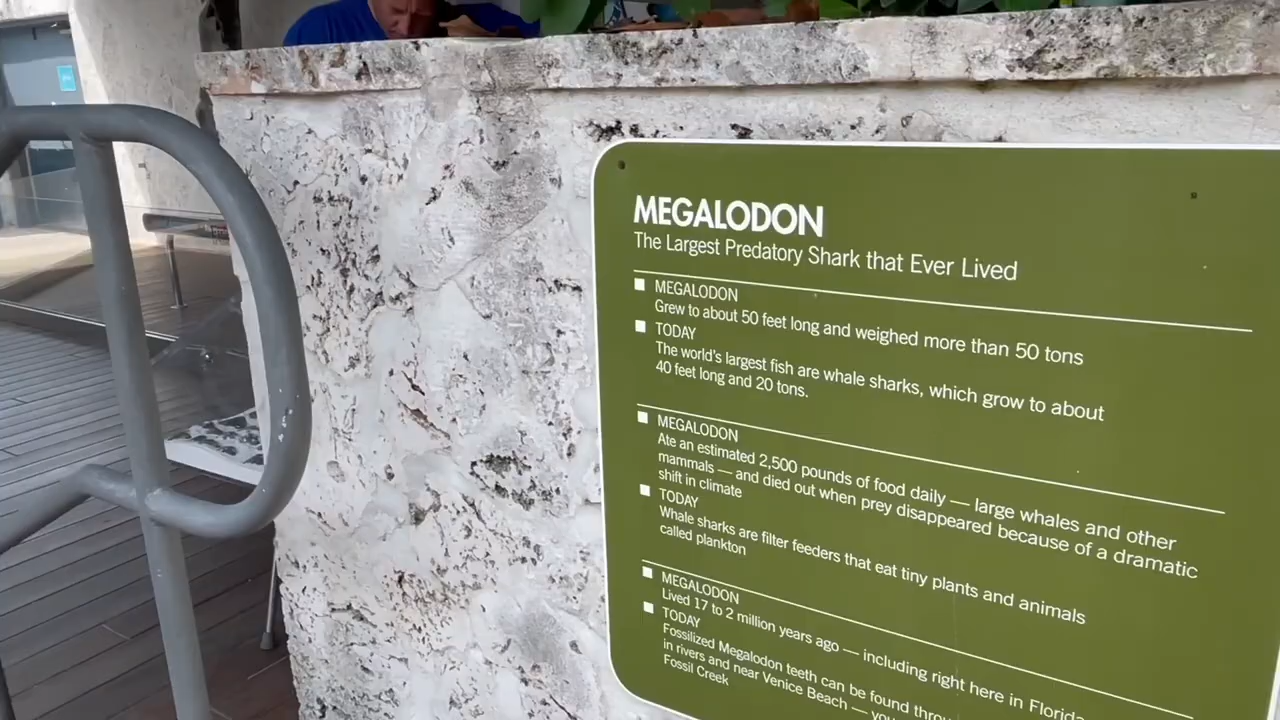 MEGALODON
The Largest Predatory Shark that Ever Lived
MEGALODON
Grew to about 50 feet long and weighed more than 50 tons
TODAY
The world's largest fish are whale sharks, which grow to about
40 feet long and 20 tons.
MEGALODON
Ate an estimated 2,500 pounds of food daily — large whales and other
mammals — and died out when prey disappeared because of a dramatic
shift in climate
TODAY
Whale sharks are filter feeders that eat tiny plants and animals
called plankton
MEGALODON
Lived 17 to 2 million years ago — including right here in Florida
TODAY
Fossilized Megalodon teeth can be found
in rivers and near Venice Beach —
Fossil Creek